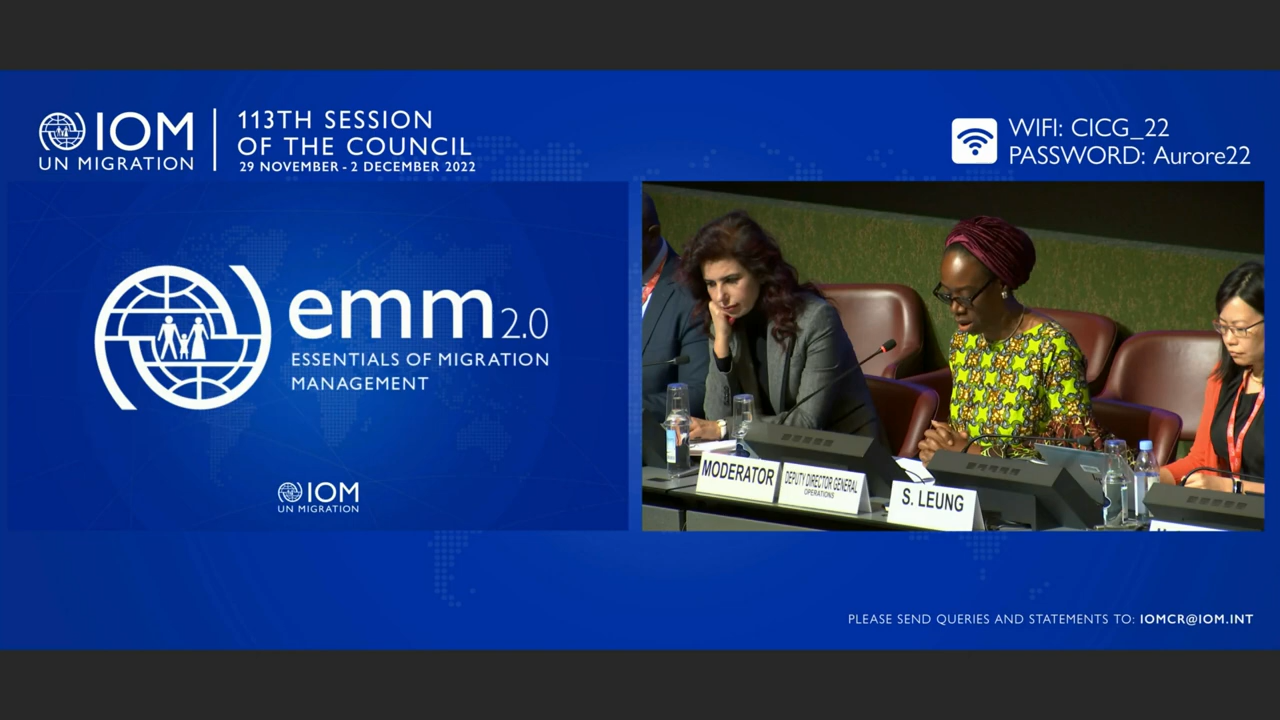 IOM
UN MIGRATION
113TH SESSION
OF THE COUNCIL
29 NOVEMBER - 2 DECEMBER 2022
WIFI: CICG_22
PASSWORD: Aurore22
emm 2.0
ESSENTIALS OF MIGRATION
MANAGEMENT
IOM
UN MIGRATION
MODERATOR
DEPUTY DIRECTOR GENERAL
OPERATIONS
S. LEUNG
PLEASE SEND QUERIES AND STATEMENTS TO: IOMCR@IOM.INT